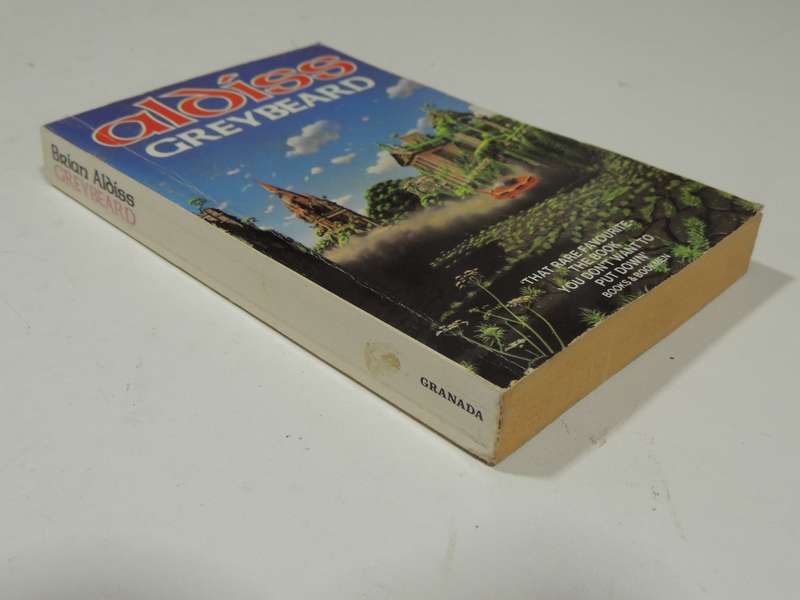 aldiss
GREYBEARD
THAT RARE FAVOURITE
THE BOOK
YOU DON'T WANT TO
PUT DOWN'
BOOKS & BOOKMEN
Brian Aldiss
GREYBEARD
GRANADA